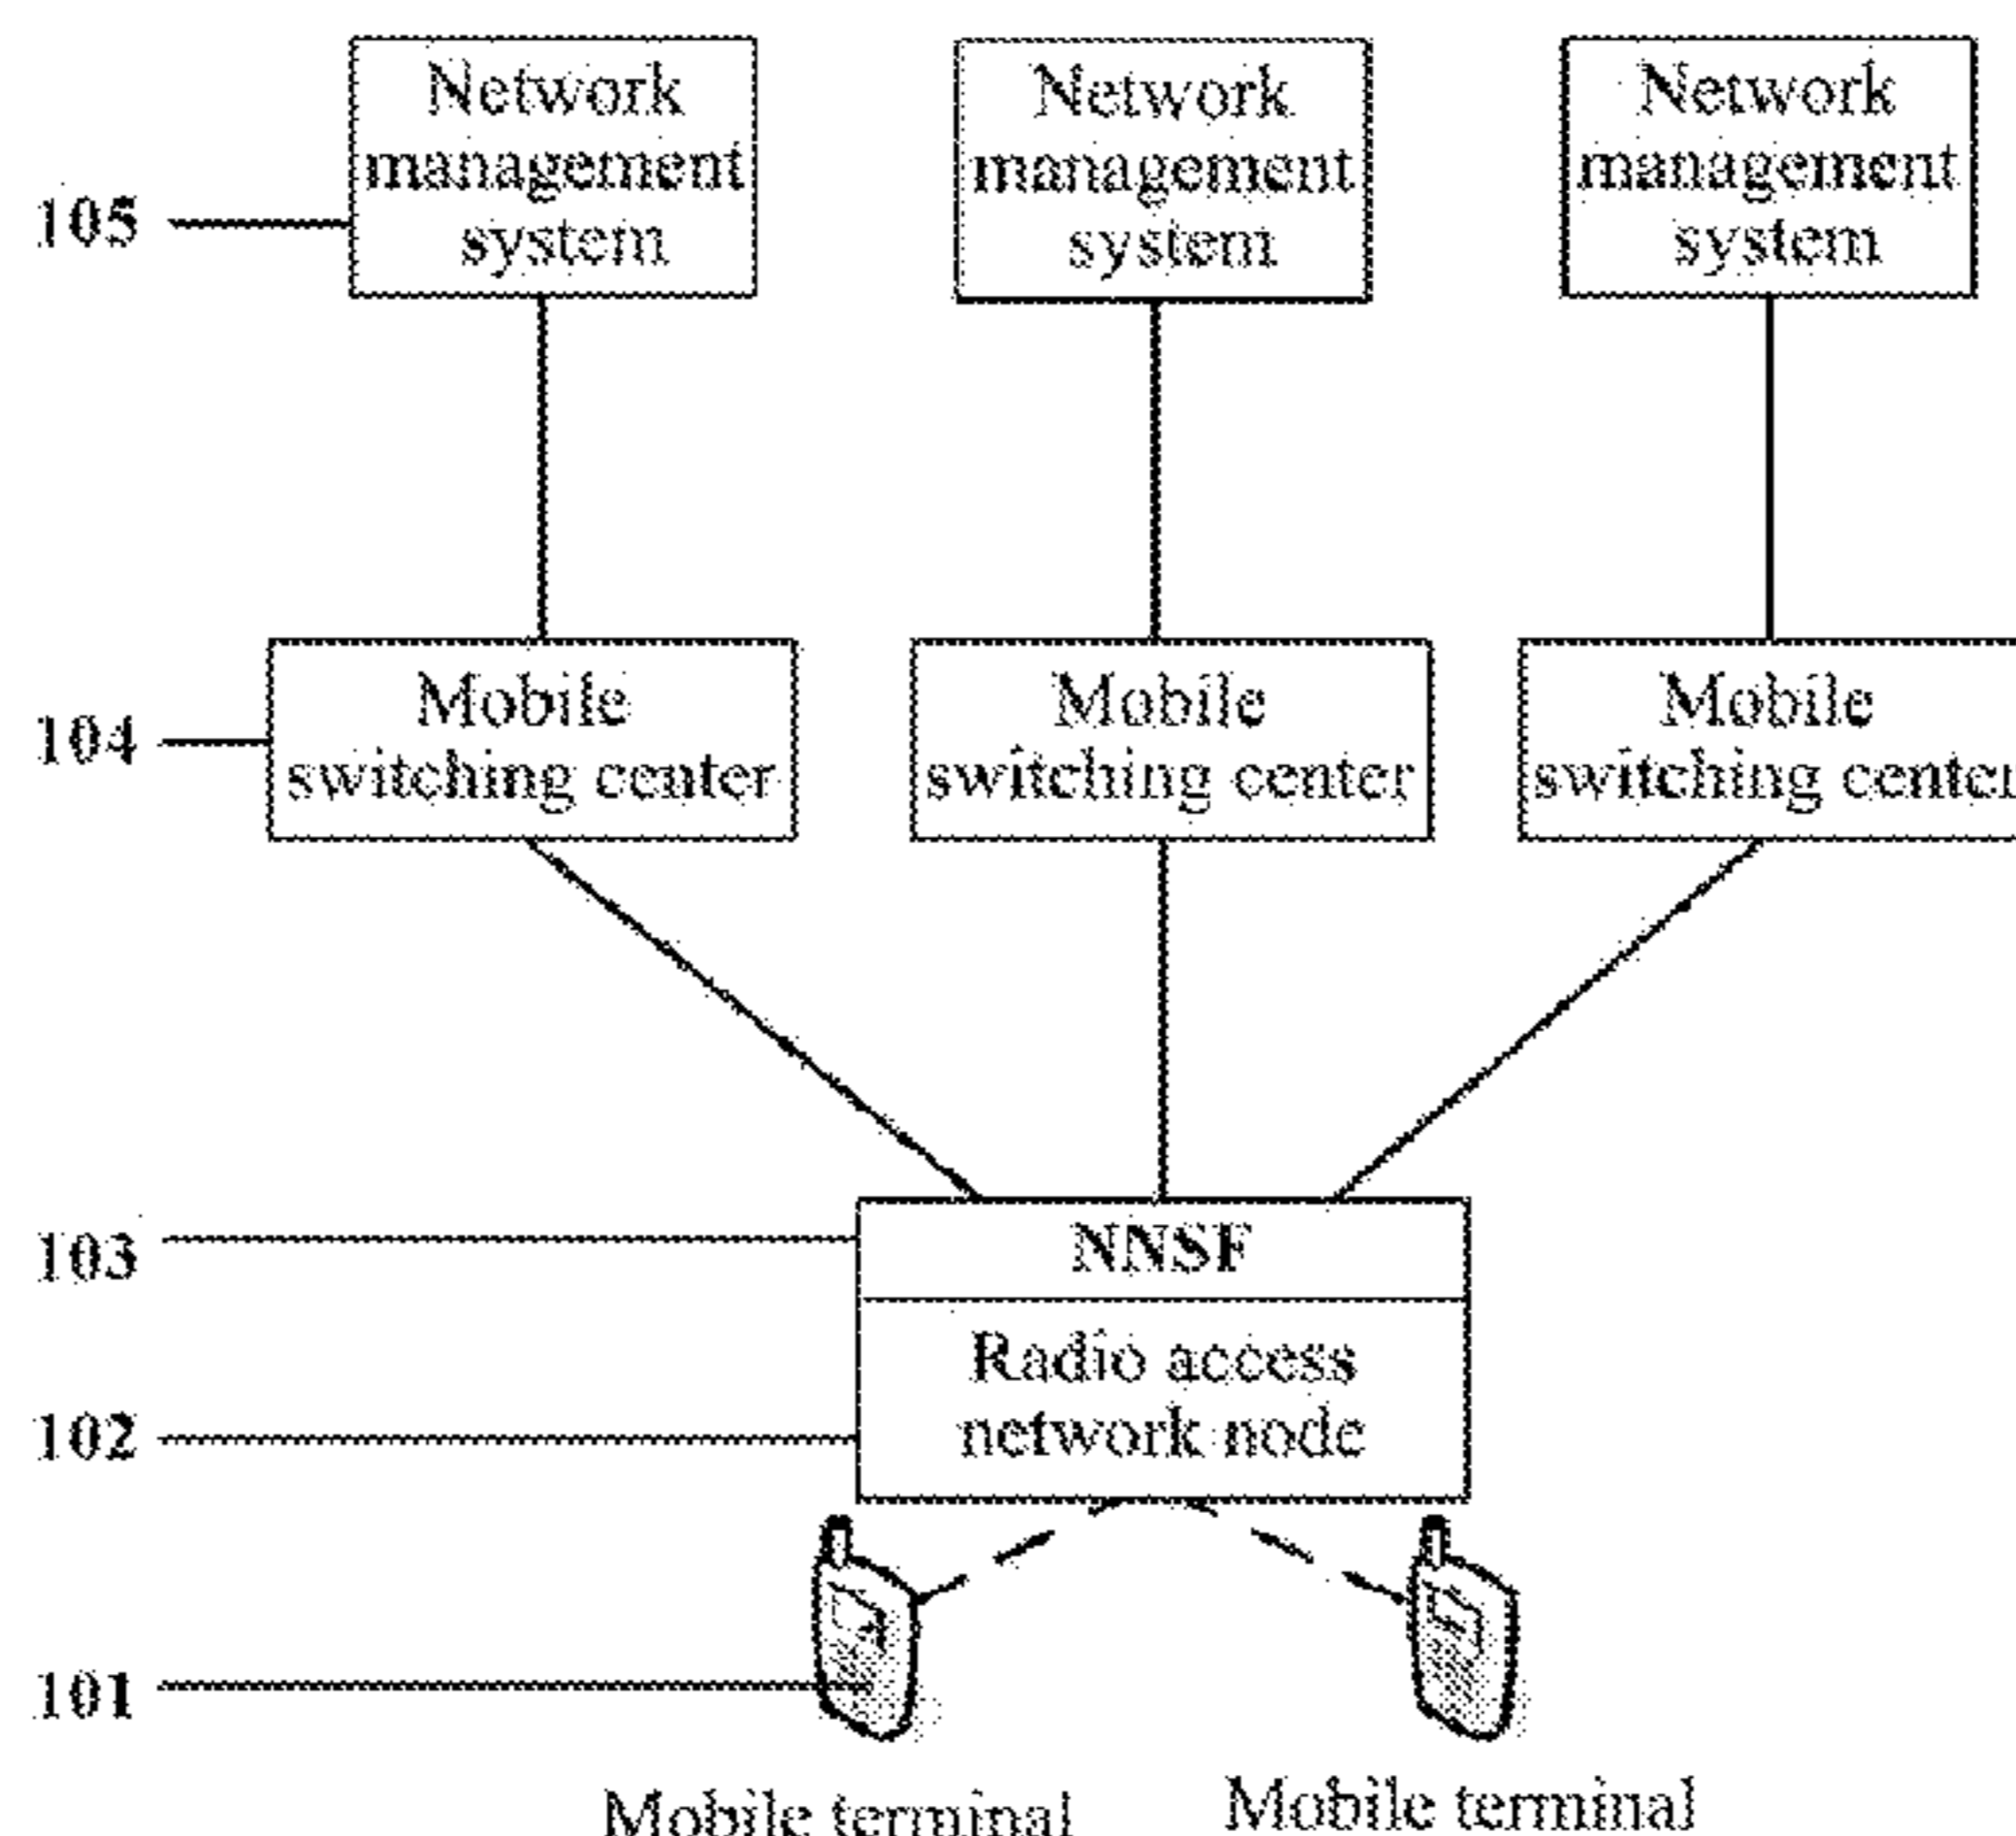 Network
management
system
Network
management
system
Network
management
system
105
Mobile
switching center
Mobile
switching center
Mobile
switching center
104
103
NNSF
Radio access
network node
102
101
Mobile terminal
Mobile terminal